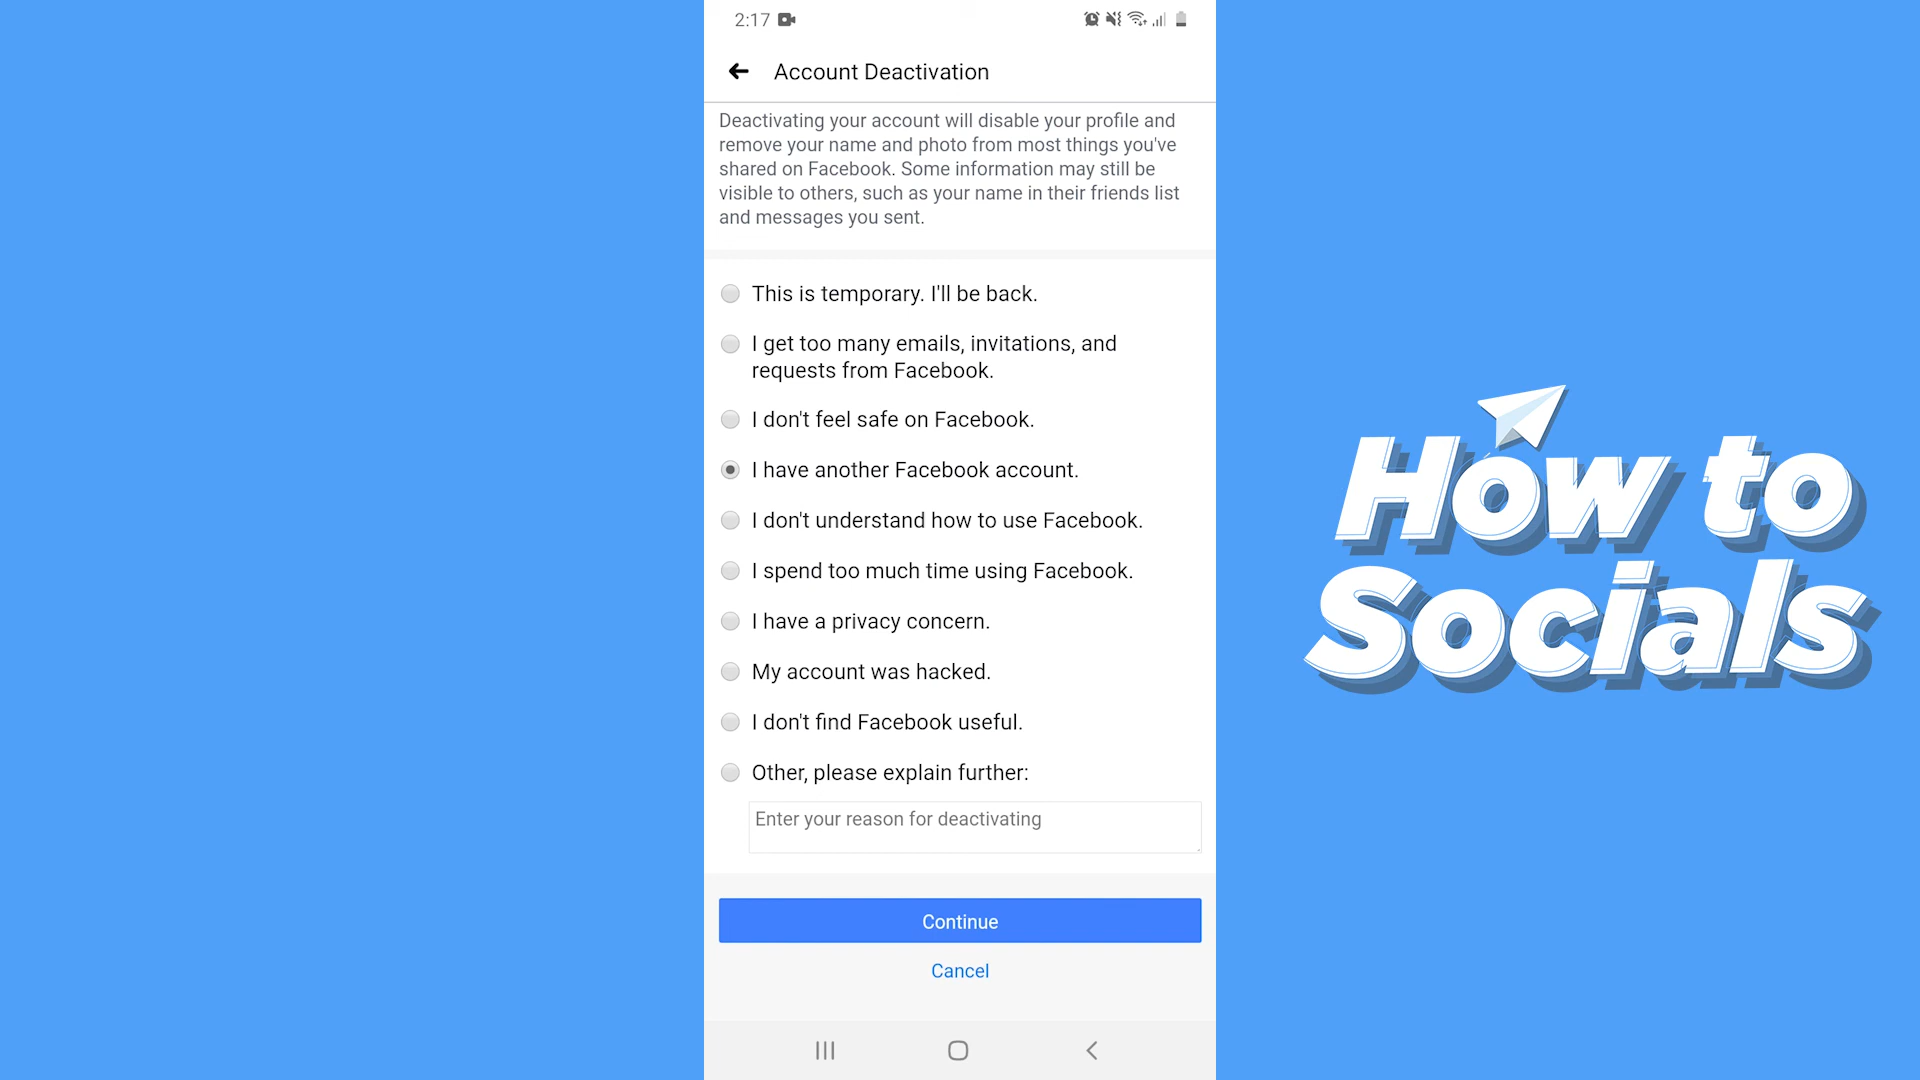 2:17
Account Deactivation
Deactivating your account will disable your profile and
remove your name and photo from most things you've
shared on Facebook. Some information may still be
visible to others, such as your name in their friends list
and messages you sent.
This is temporary. I'll be back.
I get too many emails, invitations, and
requests from Facebook.
I don't feel safe on Facebook.
I have another Facebook account.
I don't understand how to use Facebook.
I spend too much time using Facebook.
I have a privacy concern.
My account was hacked.
I don't find Facebook useful.
Other, please explain further:
Enter your reason for deactivating
Continue
Cancel
How to
Socials